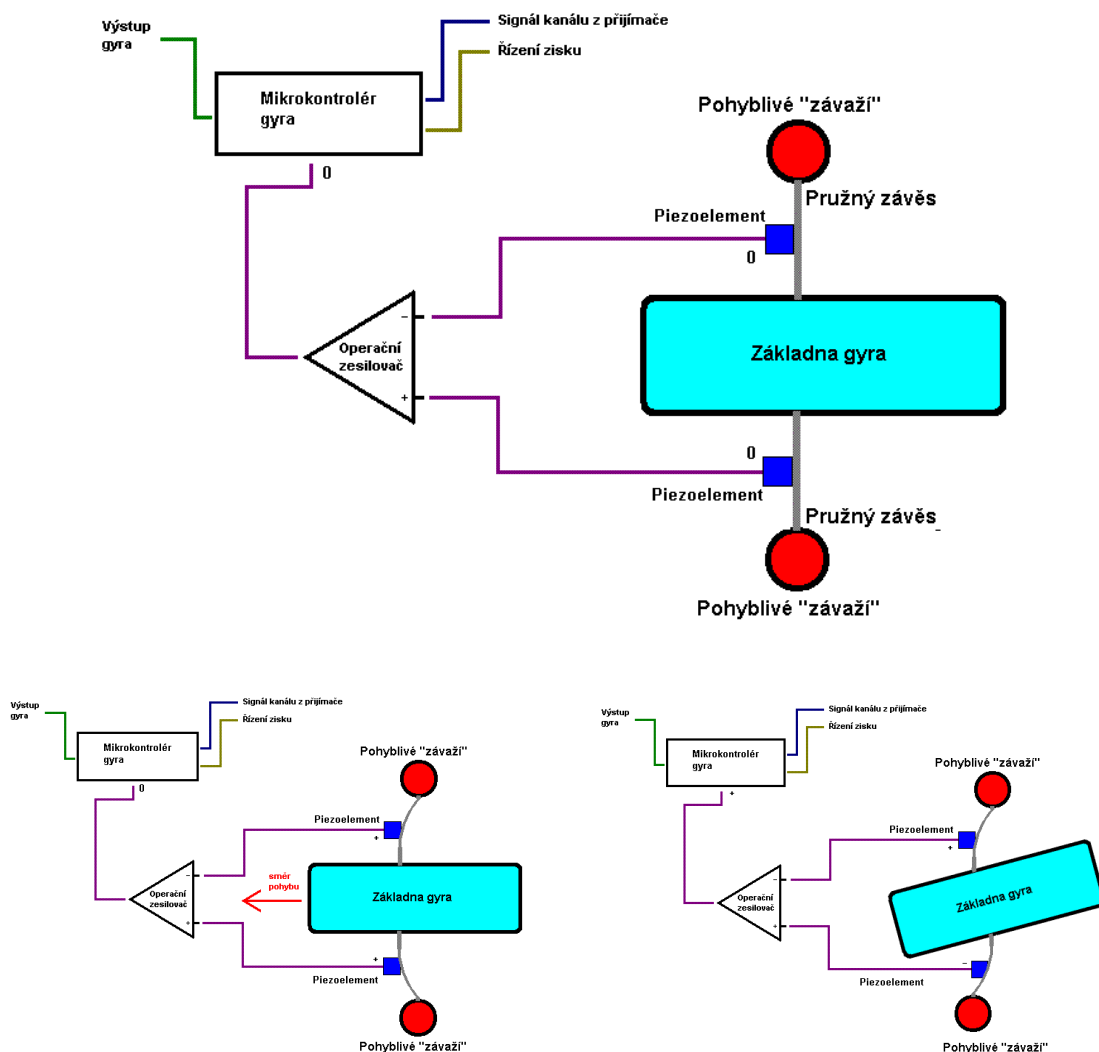 Výstup
gyra
Signál kanálu z přijímače
Řízení zisku
Mikrokontrolér
gyra
0
Pohyblivé "závaží"
Pružný závěs
Piezoelement
0
−
Operační
zesilovač
+
Základna gyra
0
Piezoelement
Pružný závěs
Pohyblivé "závaží"
Výstup
gyra
Signál kanálu z přijímače
Řízení zisku
Mikrokontrolér
gyra
0
Pohyblivé "závaží"
Piezoelement
+
−
Operační
zesilovač
+
směr
pohybu
Základna gyra
+
Piezoelement
Pohyblivé "závaží"
Výstup
gyra
Signál kanálu z přijímače
Řízení zisku
Mikrokontrolér
gyra
+
Pohyblivé "závaží"
Piezoelement
+
−
Operační
zesilovač
+
Základna gyra
−
Piezoelement
Pohyblivé "závaží"